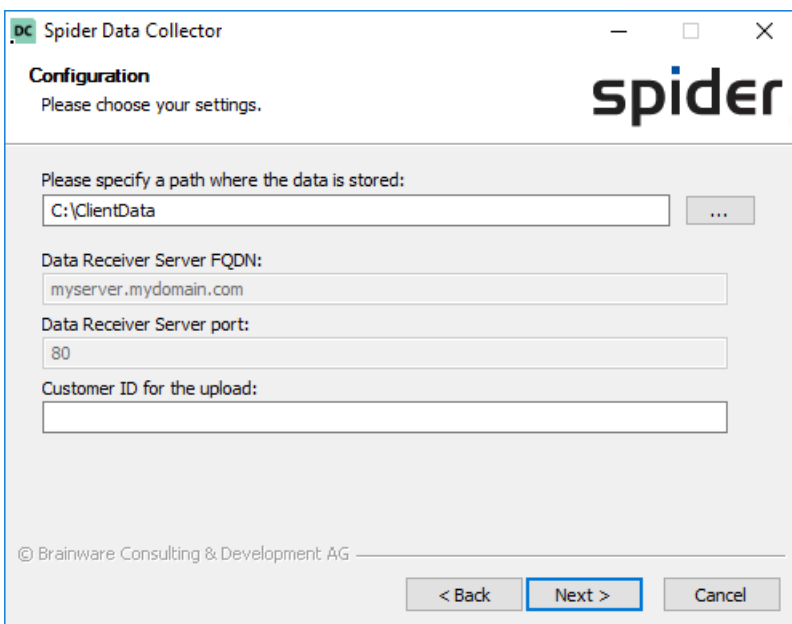 DC Spider Data Collector
Configuration
Please choose your settings.
spider
Please specify a path where the data is stored:
C:\ClientData
...
Data Receiver Server FQDN:
myserver.mydomain.com
Data Receiver Server port:
80
Customer ID for the upload:
© Brainware Consulting & Development AG
< Back Next > Cancel